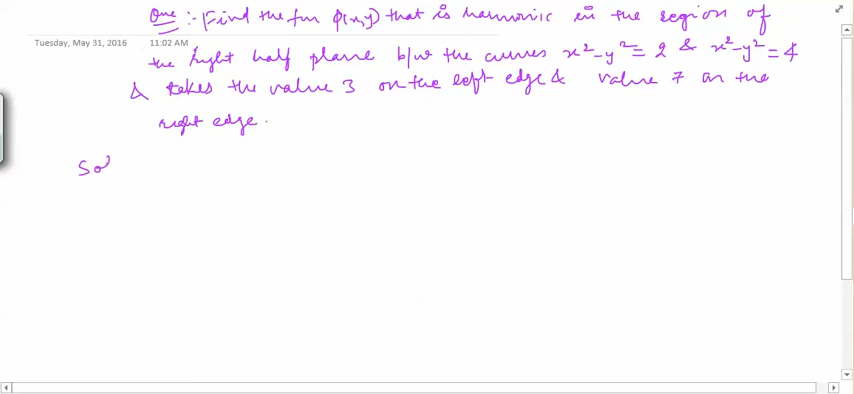 One :- Find the fun φ(x,y) that is harmonic in the region of
Tuesday, May 31, 2016 11:02 AM
the right half plane b/w the curves x² - y² = 2 & x² - y² = 4
& takes the value 3 on the left edge & value 7 on the
right edge.
Sol